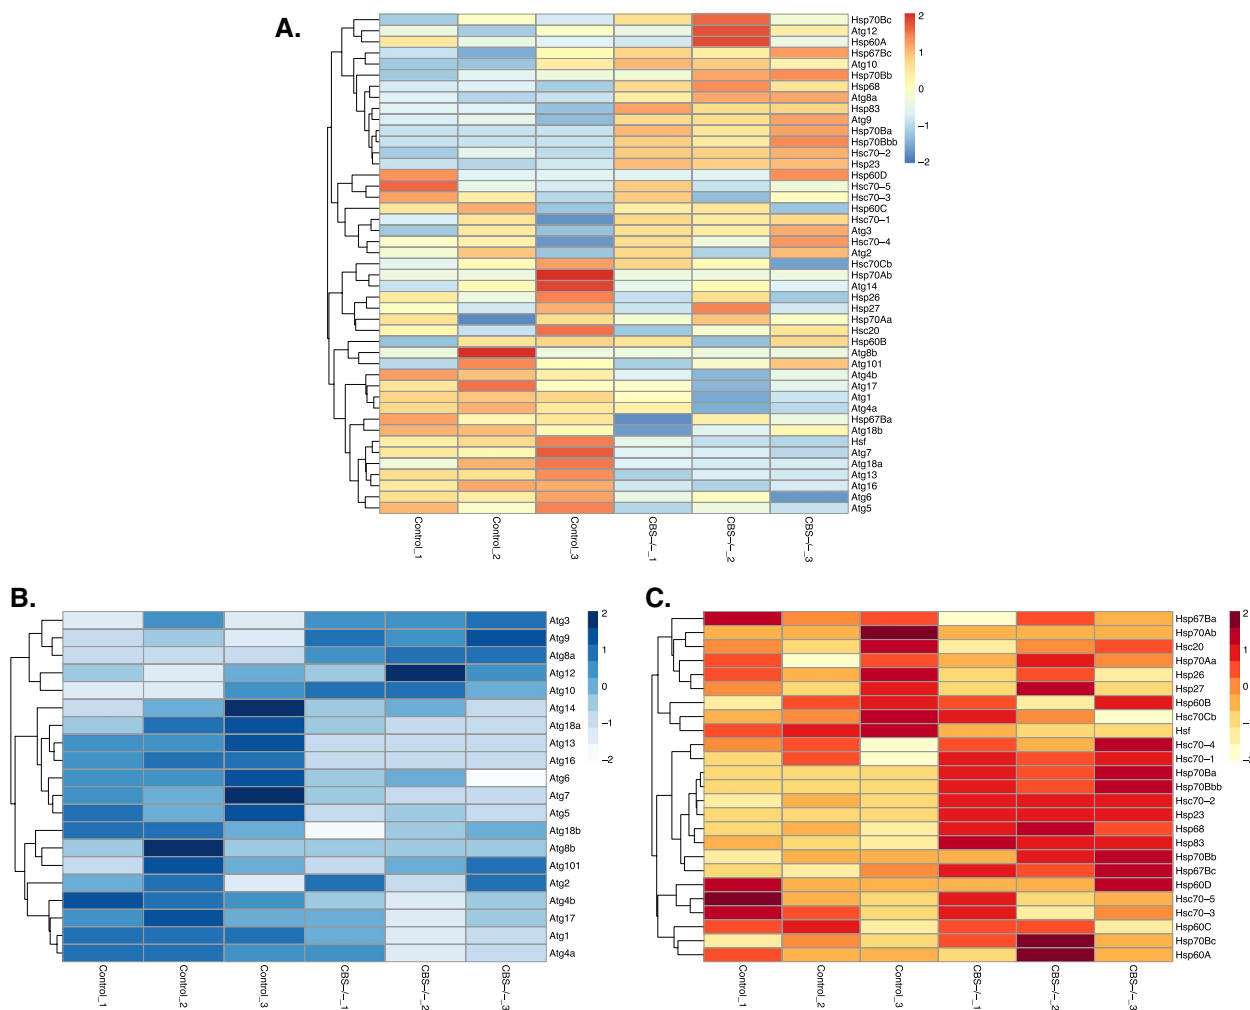 A.
Hsp70Bc
Atg12
Hsp60A
Hsp67Bc
Atg10
Hsp70Bb
Hsp68
Atg8a
Hsp83
Atg9
Hsp70Ba
Hsp70Bbb
Hsc70−2
Hsp23
Hsp60D
Hsc70−5
Hsc70−3
Hsp60C
Hsc70−1
Atg3
Hsc70−4
Atg2
Hsc70Cb
Hsp70Ab
Atg14
Hsp26
Hsp27
Hsp70Aa
Hsc20
Hsp60B
Atg8b
Atg101
Atg4b
Atg17
Atg1
Atg4a
Hsp67Ba
Atg18b
Hsf
Atg7
Atg18a
Atg13
Atg16
Atg6
Atg5
2
1
0
−1
−2
Control_1
Control_2
Control_3
CBS−/−_1
CBS−/−_2
CBS−/−_3
B.
Atg3
Atg9
Atg8a
Atg12
Atg10
Atg14
Atg18a
Atg13
Atg16
Atg6
Atg7
Atg5
Atg18b
Atg8b
Atg101
Atg2
Atg4b
Atg17
Atg1
Atg4a
2
1
0
−1
−2
Control_1
Control_2
Control_3
CBS−/−_1
CBS−/−_2
CBS−/−_3
C.
Hsp67Ba
Hsp70Ab
Hsc20
Hsp70Aa
Hsp26
Hsp27
Hsp60B
Hsc70Cb
Hsf
Hsc70−4
Hsc70−1
Hsp70Ba
Hsp70Bbb
Hsc70−2
Hsp23
Hsp68
Hsp83
Hsp70Bb
Hsp67Bc
Hsp60D
Hsc70−5
Hsc70−3
Hsp60C
Hsp70Bc
Hsp60A
2
1
0
Control_1
Control_2
Control_3
CBS−/−_1
CBS−/−_2
CBS−/−_3